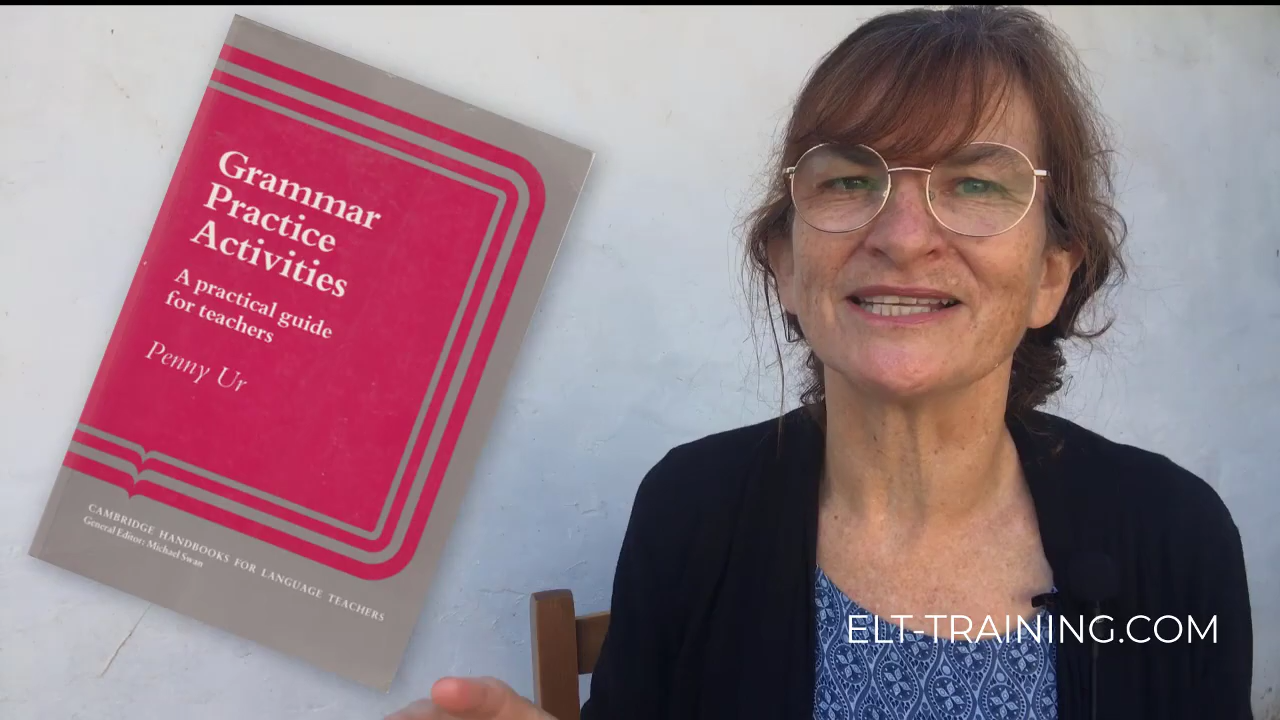 Grammar
Practice
Activities
A practical guide
for teachers
Penny Ur
CAMBRIDGE HANDBOOKS FOR LANGUAGE TEACHERS
General Editor: Michael Swan
ELT-TRAINING.COM